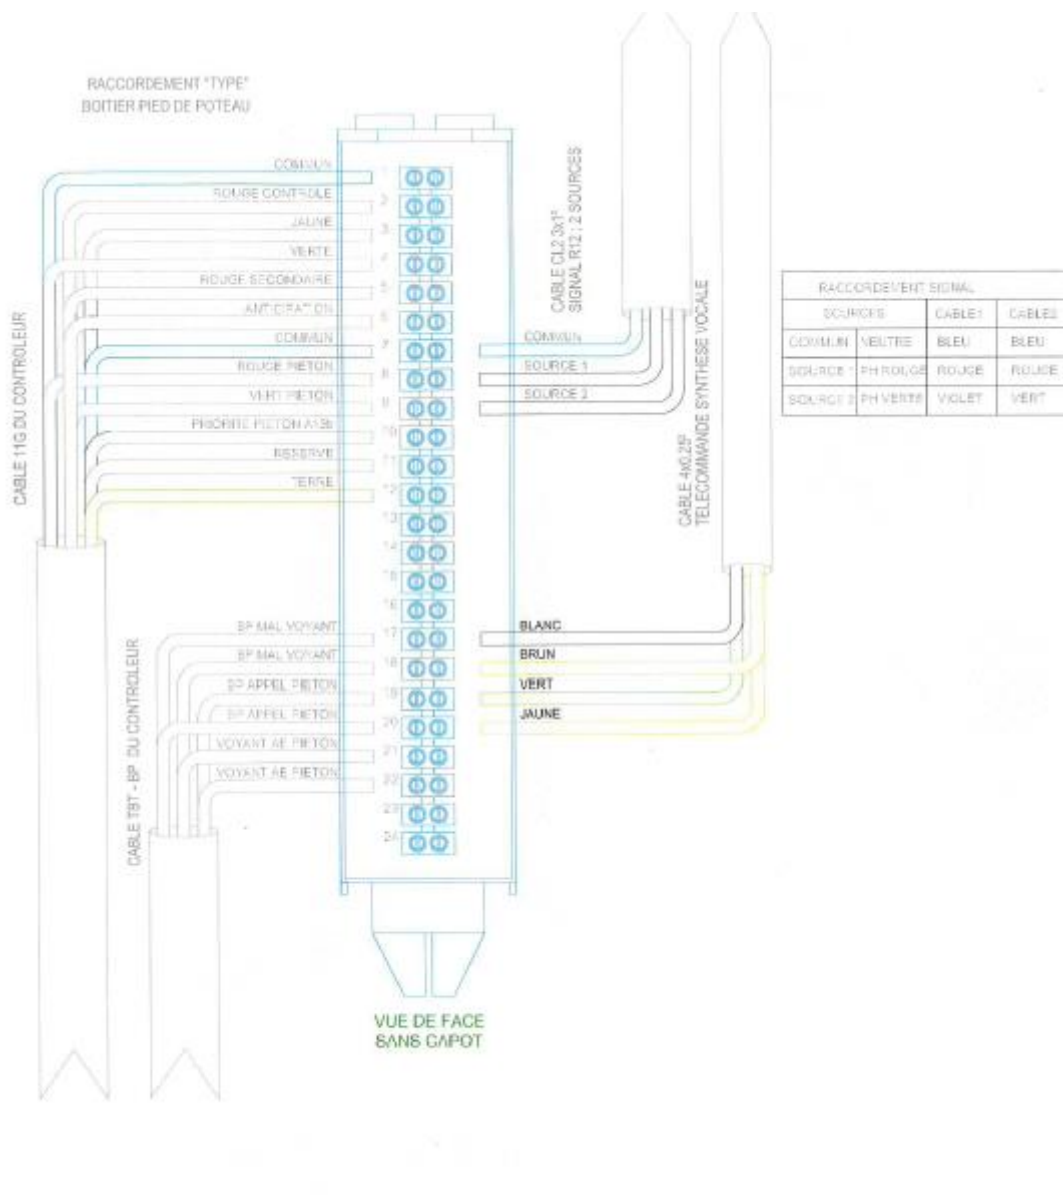 RACCORDEMENT "TYPE"
BOITIER PIED DE POTEAU
COMMUN
ROUGE CONTROLE
JAUNE
VERTE
ROUGE SECONDAIRE
ANTICIPATION
COMMUN
ROUGE PIETON
VERT PIETON
PRIORITE PIETON A13b
RESERVE
TERRE
1
2
3
4
5
6
7
8
9
10
11
12
13
14
15
16
17
18
19
20
21
22
23
24
CABLE 11G DU CONTROLEUR
BP MAL VOYANT
BP MAL VOYANT
BP APPEL PIETON
BP APPEL PIETON
VOYANT AE PIETON
VOYANT AE PIETON
CABLE TBT - BP DU CONTROLEUR
CABLE CL2 3x1²
SIGNAL R12 : 2 SOURCES
COMMUN
SOURCE 1
SOURCE 2
CABLE 4x0.25²
TELECOMMANDE SYNTHESE VOCALE
BLANC
BRUN
VERT
JAUNE
RACCORDEMENT SIGNAL
SOURCES CABLE1 CABLE2
COMMUN NEUTRE BLEU BLEU
SOURCE 1 PH ROUGE ROUGE ROUGE
SOURCE 2 PH VERTE VIOLET VERT
VUE DE FACE
SANS CAPOT